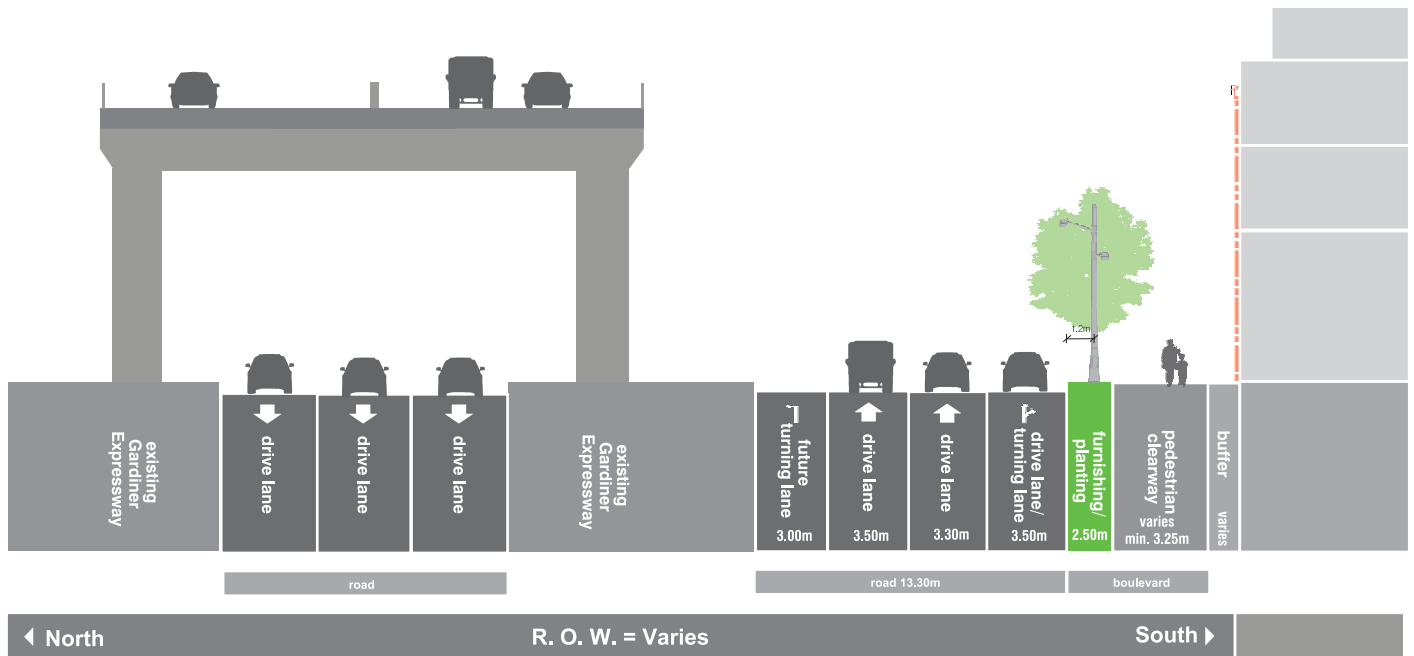 1.2m
existing
Gardiner
Expressway
drive lane
drive lane
drive lane
existing
Gardiner
Expressway
future
turning lane
3.00m
drive lane
3.50m
drive lane
3.30m
drive lane/
turning lane
3.50m
furnishing/
planting
2.50m
pedestrian
clearway
varies
min. 3.25m
buffer
varies
road
road 13.30m
boulevard
North
R. O. W. = Varies
South